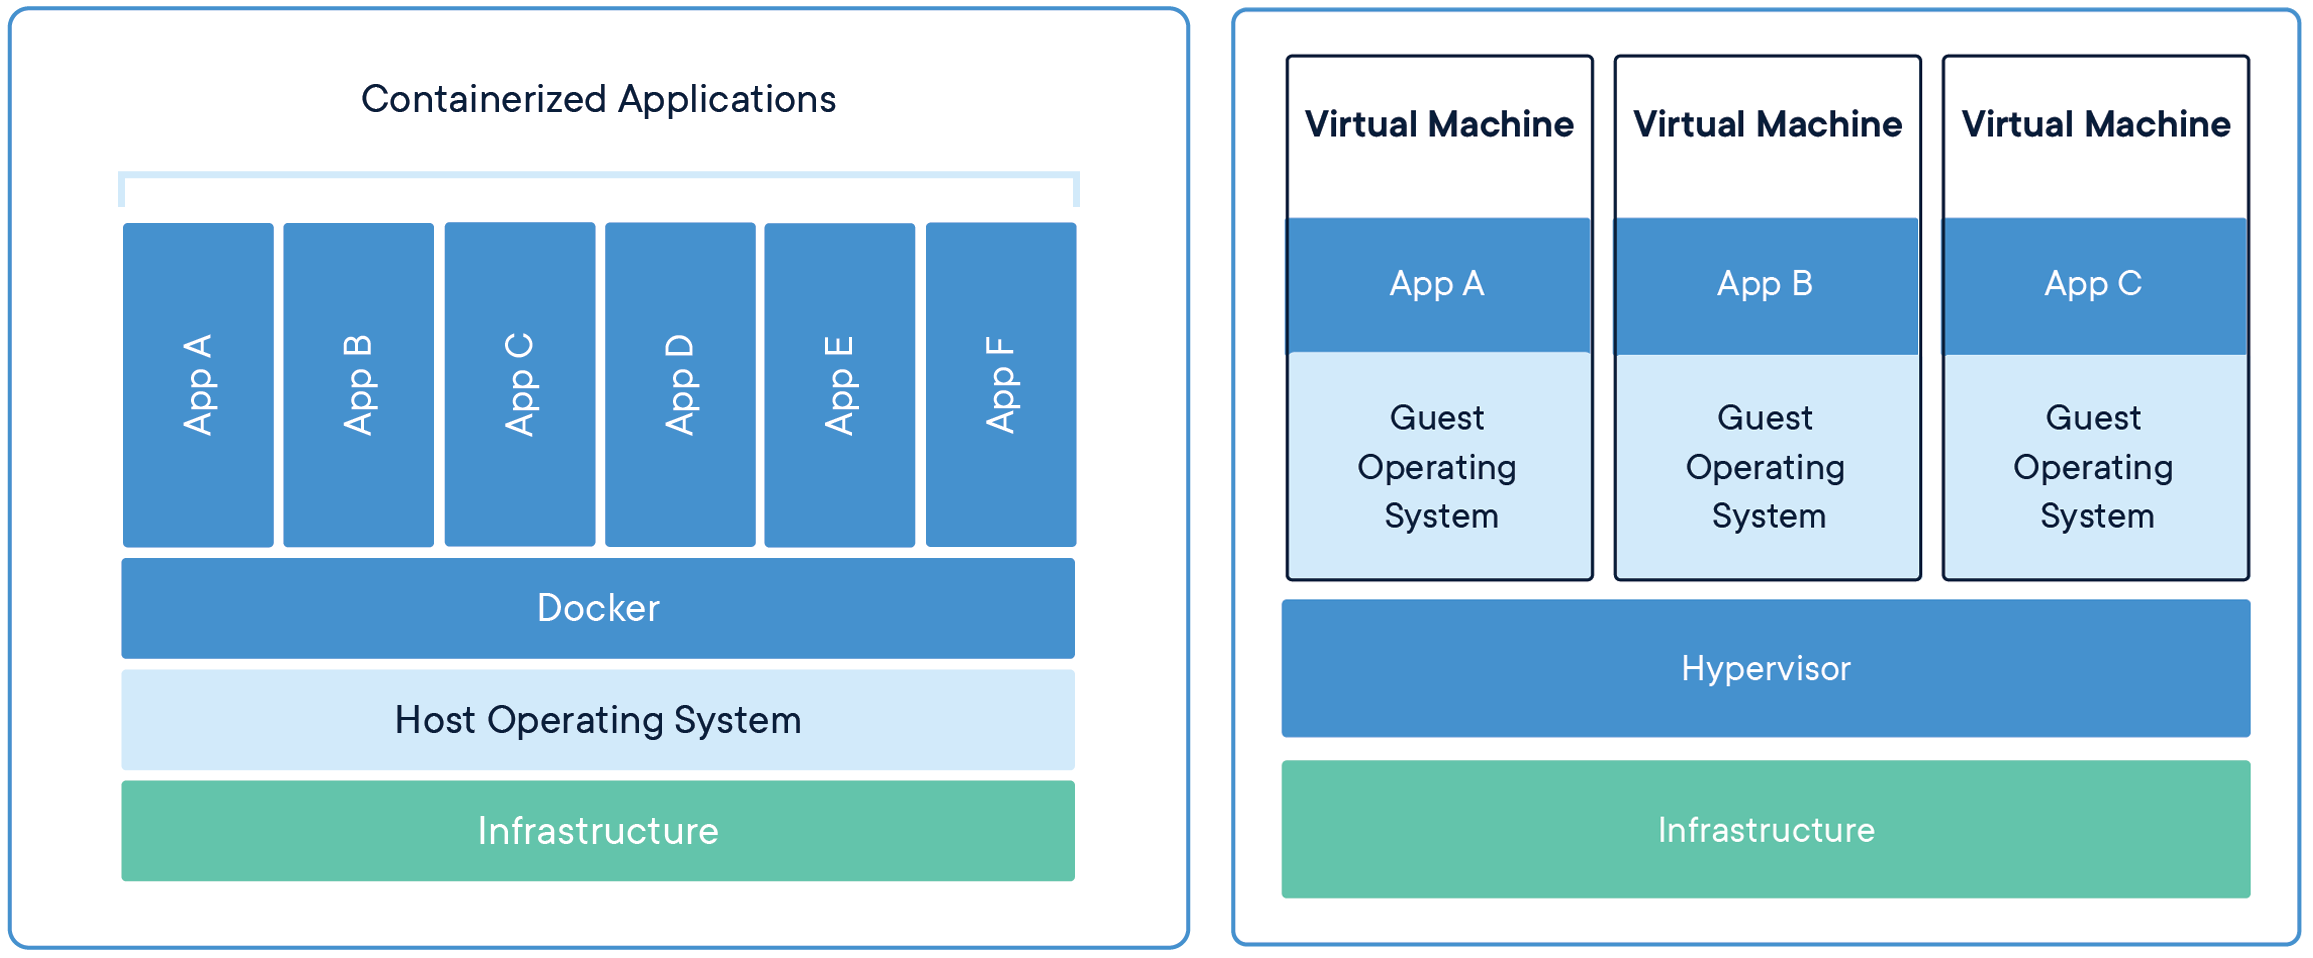 Containerized Applications
App A
App B
App C
App D
App E
App F
Docker
Host Operating System
Infrastructure
Virtual Machine
App A
Guest
Operating
System
Virtual Machine
App B
Guest
Operating
System
Virtual Machine
App C
Guest
Operating
System
Hypervisor
Infrastructure